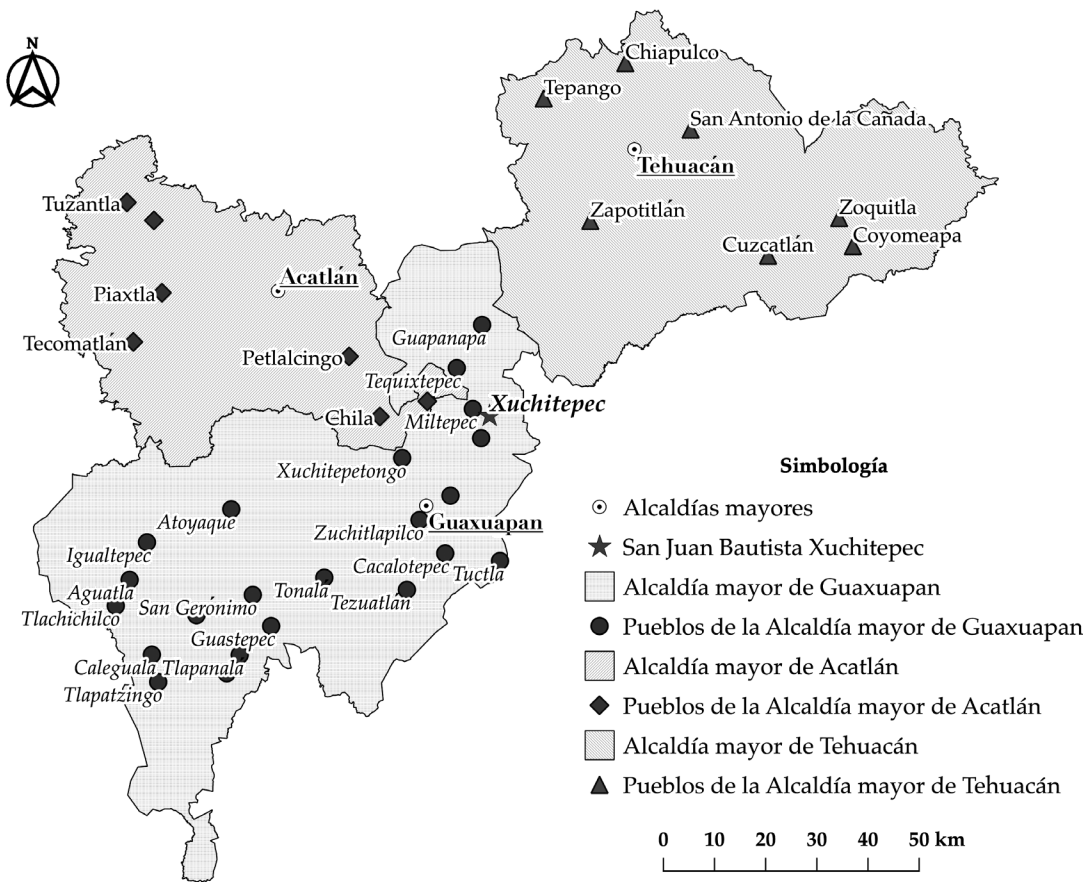 N
Chiapulco
Tepango
San Antonio de la Cañada
Tehuacán
Tuzantla
Zapotitlán
Zoquitla
Coyomeapa
Cuzcatlán
Acatlán
Piaxtla
Guapanapa
Tecomatlán
Petlalcingo
Tequixtepec
Xuchitepec
Chila
Miltepec
Xuchitepetongo
Atoyaque
Zuchitlapilco
Guaxuapan
Igualtepec
Cacalotepec
Tuctla
Aguatla
Tonalá
Tezuatlán
Tlachichilco
San Gerónimo
Guastepec
Caleguala
Tlapanalá
Tlapatzingo
Simbología
Alcaldías mayores
San Juan Bautista Xuchitepec
Alcaldía mayor de Guaxuapan
Pueblos de la Alcaldía mayor de Guaxuapan
Alcaldía mayor de Acatlán
Pueblos de la Alcaldía mayor de Acatlán
Alcaldía mayor de Tehuacán
Pueblos de la Alcaldía mayor de Tehuacán
0 10 20 30 40 50 km